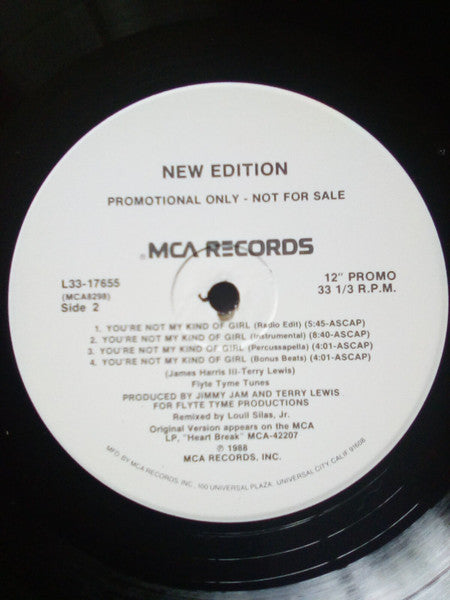 NEW EDITION
PROMOTIONAL ONLY - NOT FOR SALE
®MCA RECORDS
L33-17655
(MCA8298)
Side 2
12" PROMO
33 1/3 R.P.M.
1. YOU'RE NOT MY KIND OF GIRL (Radio Edit) (5:45-ASCAP)
2. YOU'RE NOT MY KIND OF GIRL (Instrumental) (6:40-ASCAP)
3. YOU'RE NOT MY KIND OF GIRL (Percussapella) (4:01-ASCAP)
4. YOU'RE NOT MY KIND OF GIRL (Bonus Beats) (4:01-ASCAP)
(James Harris III-Terry Lewis)
Flyte Tyme Tunes
PRODUCED BY JIMMY JAM AND TERRY LEWIS
FOR FLYTE TYME PRODUCTIONS
Remixed by Louil Silas, Jr.
Original Version appears on the MCA
LP, "Heart Break" MCA-42207
℗ 1988
MCA RECORDS, INC.
MFD. BY MCA RECORDS, INC., 100 UNIVERSAL PLAZA, UNIVERSAL CITY, CALIF. 91608